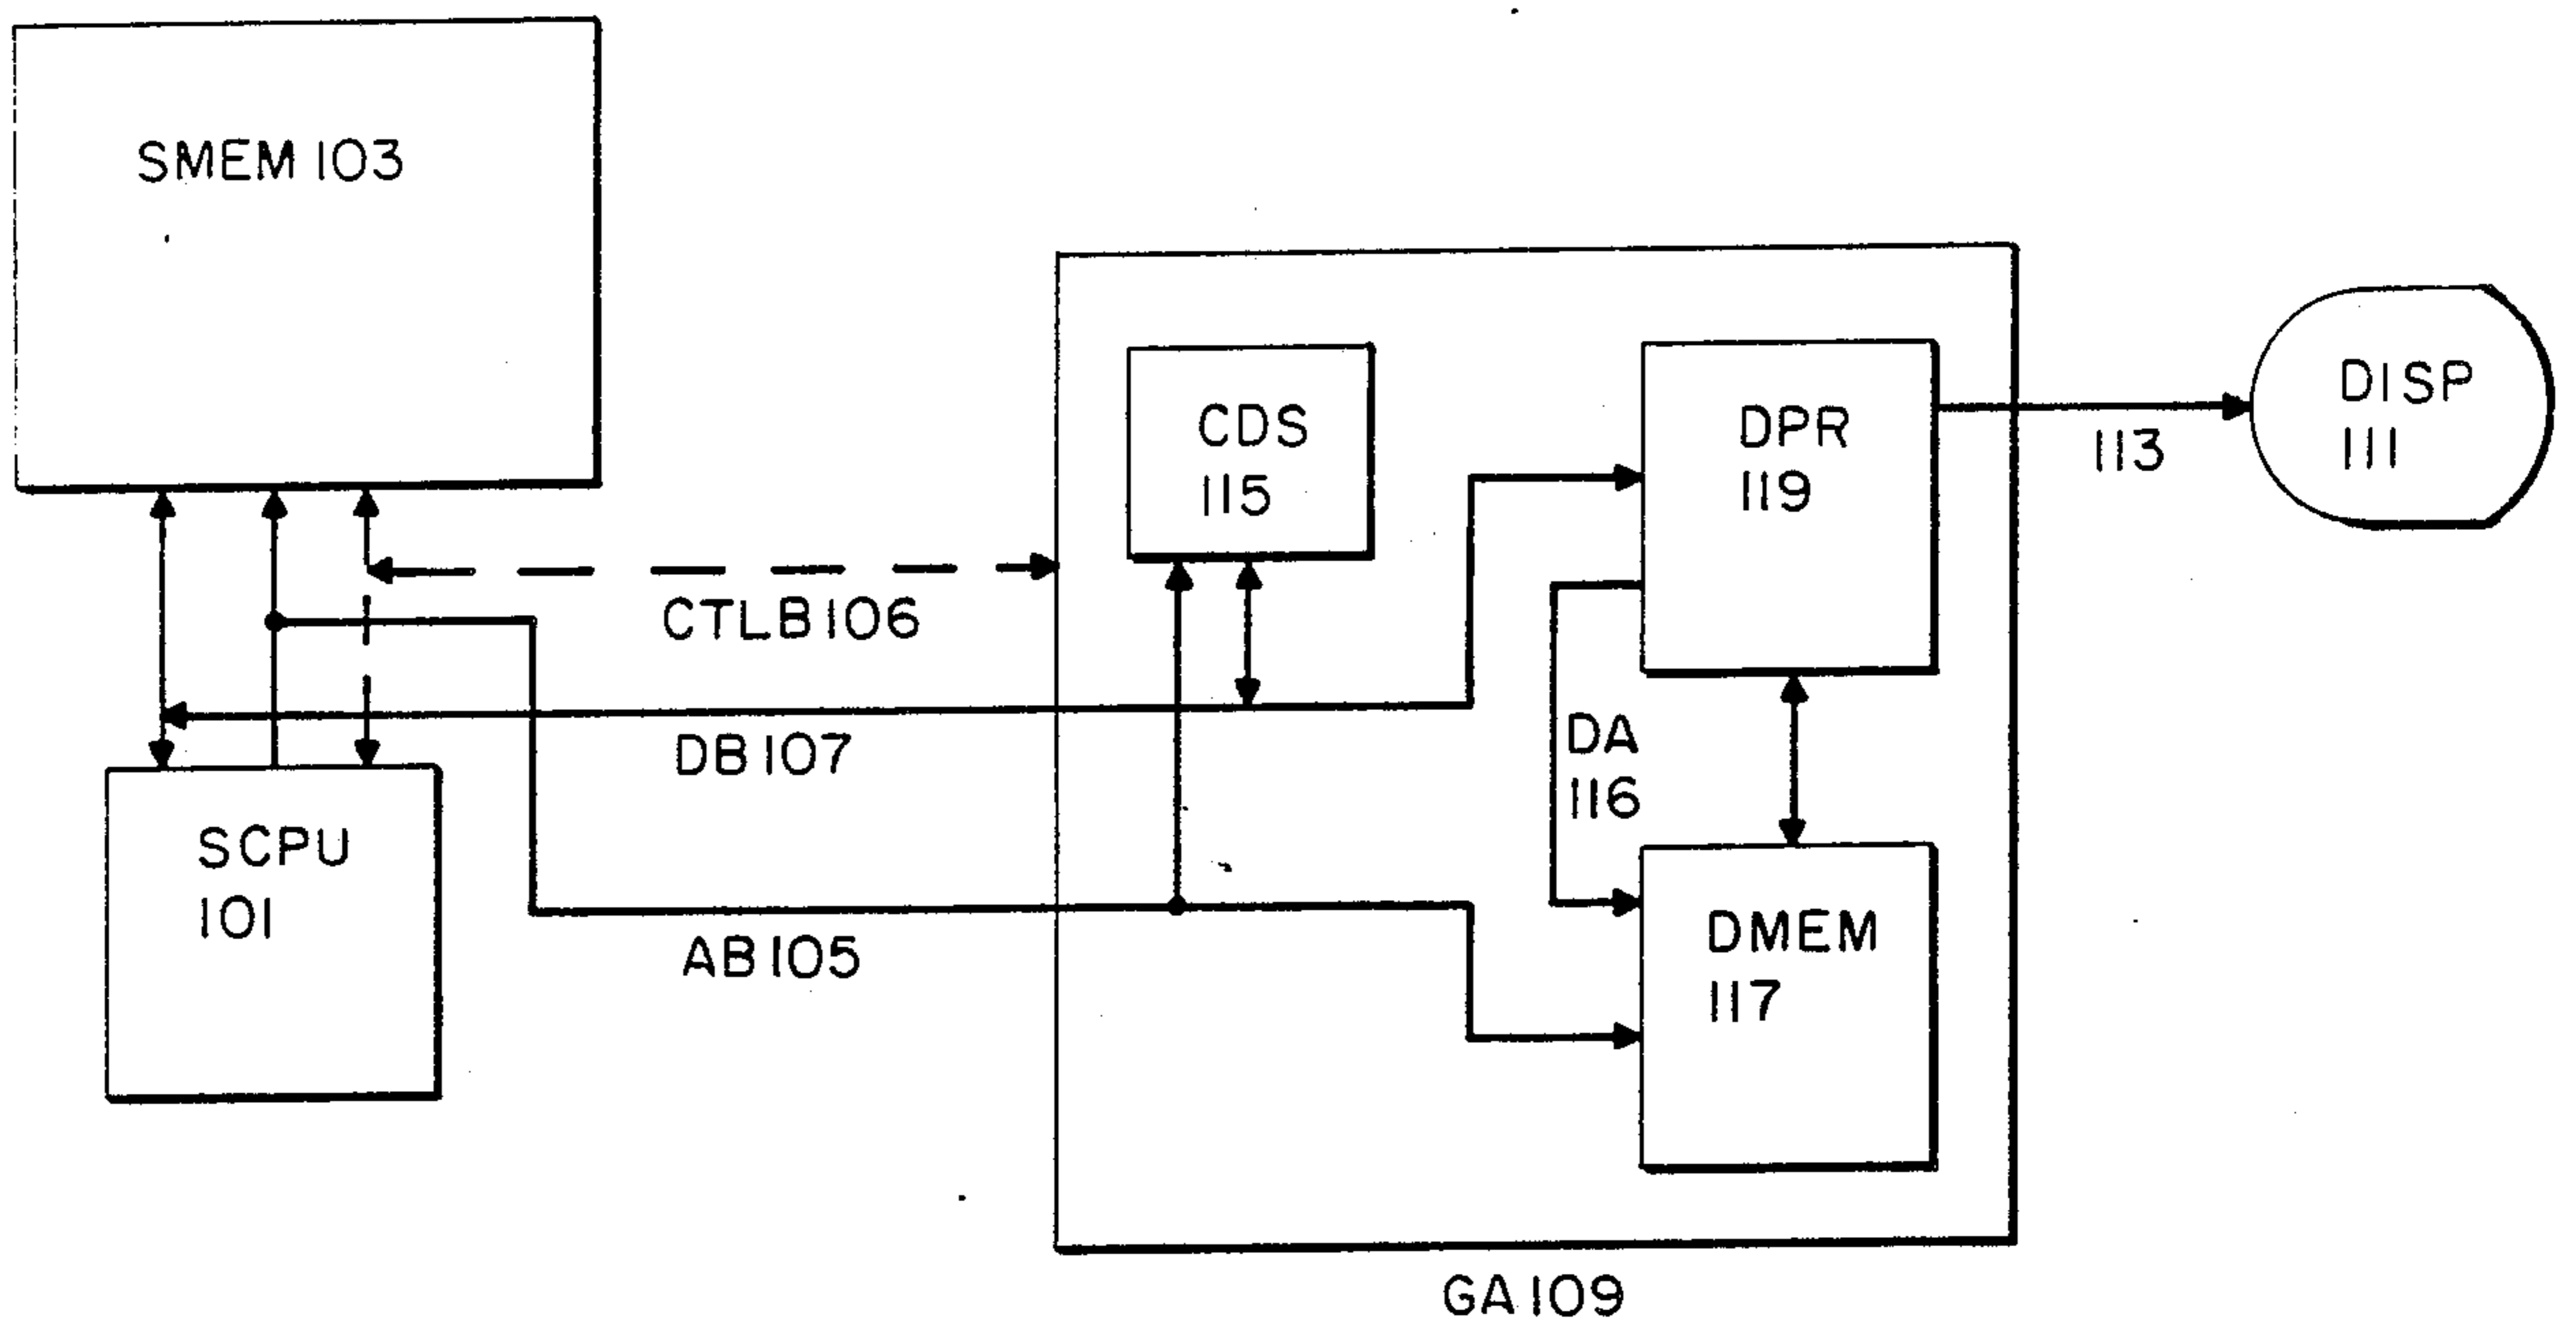 SMEM 103
CDS
115
DPR
119
DISP
111
113
CTLB 106
DB 107
DA
116
SCPU
101
AB 105
DMEM
117
GA 109